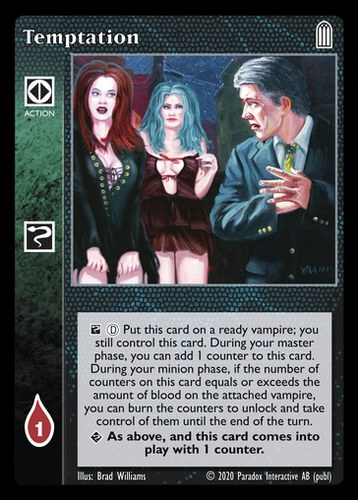 Temptation
ACTION
D Put this card on a ready vampire; you
still control this card. During your master
phase, you can add 1 counter to this card.
During your minion phase, if the number of
counters on this card equals or exceeds the
amount of blood on the attached vampire,
you can burn the counters to unlock and take
control of them until the end of the turn.
As above, and this card comes into
play with 1 counter.
1
Illus: Brad Williams © 2020 Paradox Interactive AB (publ)